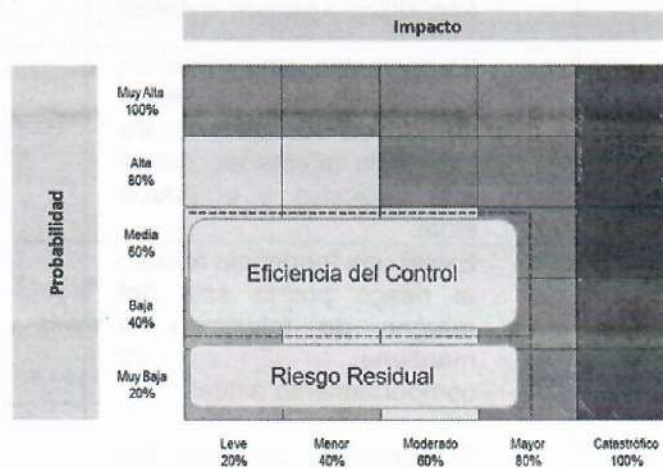 Impacto
Probabilidad
Muy Alta
100%
Alta
80%
Media
60%
Baja
40%
Muy Baja
20%
Eficiencia del Control
Riesgo Residual
Leve
20%
Menor
40%
Moderado
60%
Mayor
80%
Catastrófico
100%